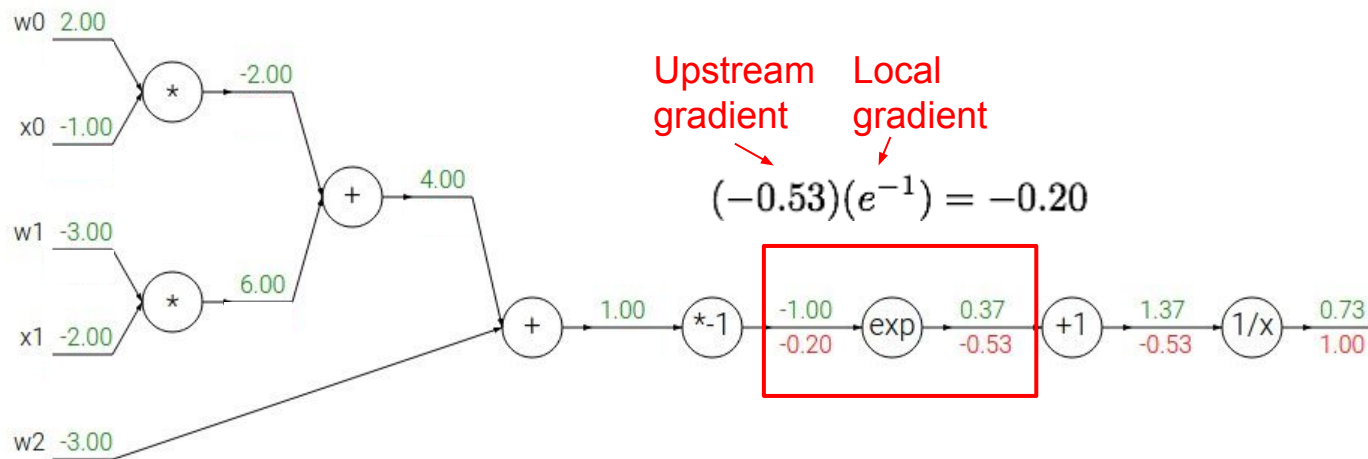 w0 2.00
*
-2.00
x0 -1.00
+
4.00
w1 -3.00
*
6.00
x1 -2.00
w2 -3.00
+
1.00
*-1
-1.00
-0.20
exp
0.37
-0.53
+1
1.37
-0.53
1/x
0.73
1.00
Upstream
gradient
Local
gradient
(−0.53)(e⁻¹) = −0.20